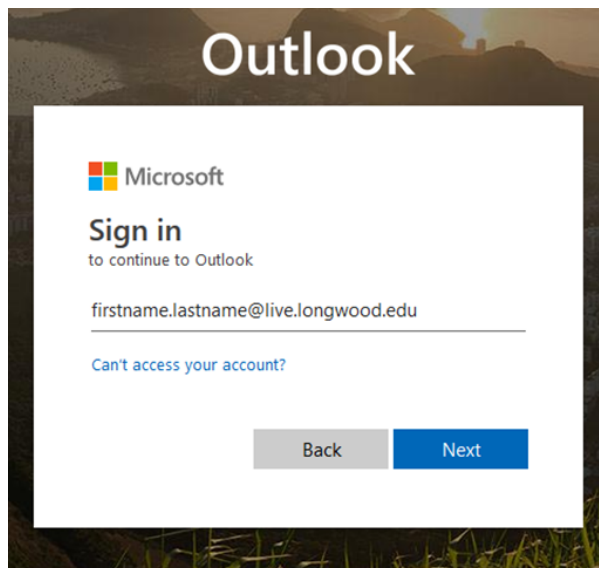 Outlook
Microsoft
Sign in
to continue to Outlook
firstname.lastname@live.longwood.edu
Can't access your account?
Back
Next